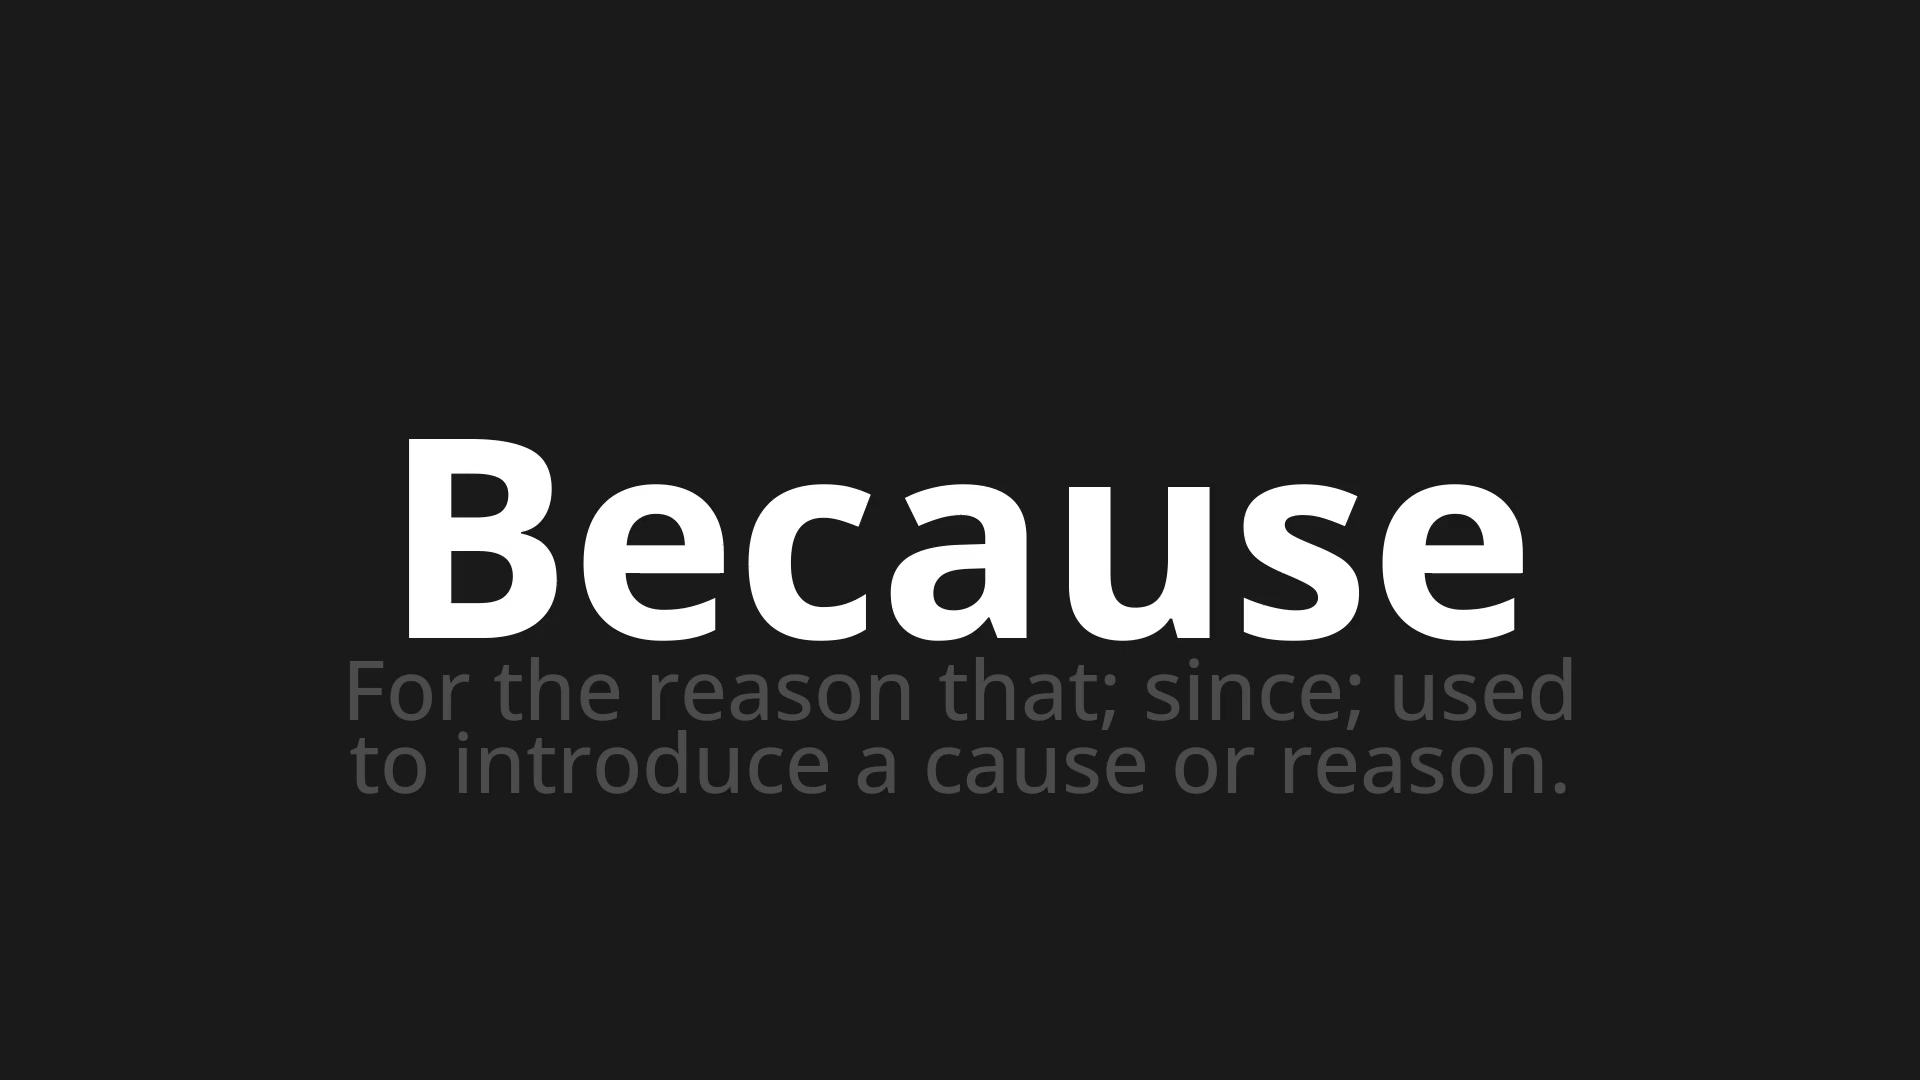 Because
For the reason that; since; used
to introduce a cause or reason.